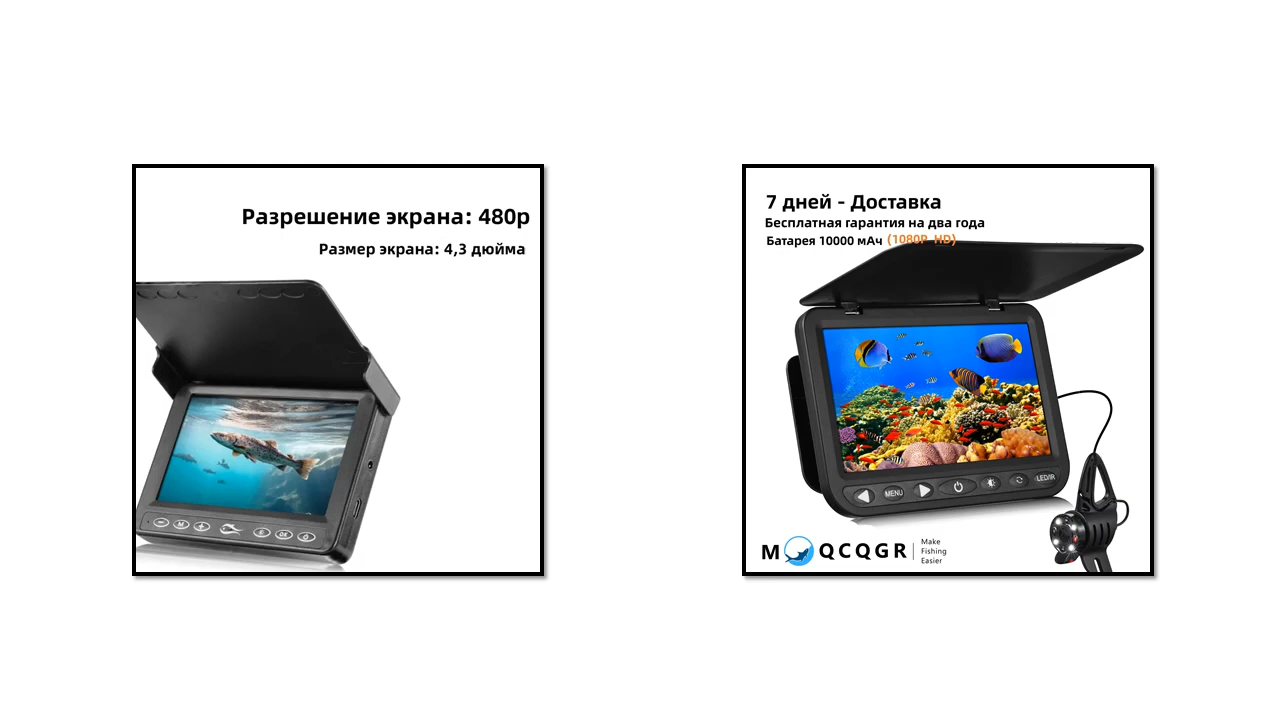 Разрешение экрана: 480p
Размер экрана: 4,3 дюйма
7 дней - Доставка
Бесплатная гарантия на два года
Батарея 10000 мАч (1080P HD)
MENU
LED/IR
M QCQGR
Make
Fishing
Easier